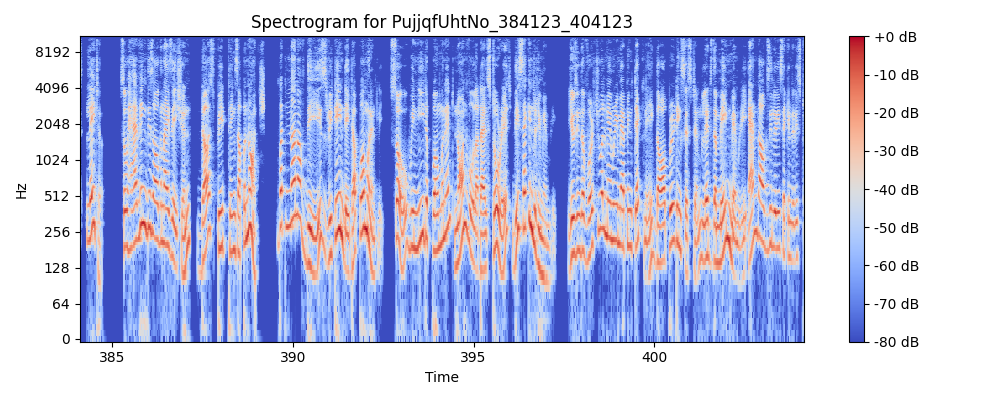 Spectrogram for PujjqfUhtNo_384123_404123
Hz
8192
4096
2048
1024
512
256
128
64
0
385
390
395
400
Time
+0 dB
-10 dB
-20 dB
-30 dB
-40 dB
-50 dB
-60 dB
-70 dB
-80 dB